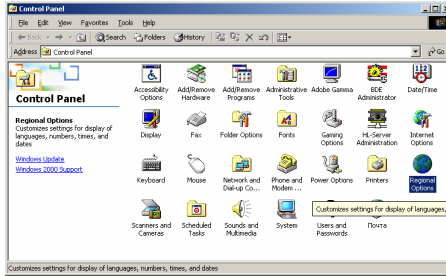 Control Panel
File Edit View Favorites Tools Help
Back Search Folders History
Address Control Panel Go
Control Panel
Regional Options
Customizes settings for display of
languages, numbers, times, and
dates
Windows Update
Windows 2000 Support
Accessibility
Options
Add/Remove
Hardware
Add/Remove
Programs
Administrative
Tools
Adobe Gamma
BDE
Administrator
Date/Time
Display
Fax
Folder Options
Fonts
Gaming
Options
HL-Server
Administration
Internet
Options
Keyboard
Mouse
Network and
Dial-up Co...
Phone and
Modem ...
Power Options
Printers
Regional
Options
Customizes settings for display of languages,
Scanners and
Cameras
Scheduled
Tasks
Sounds and
Multimedia
System
Users and
Passwords
Почта
Customizes settings for display of languages, numbers, times, and dates